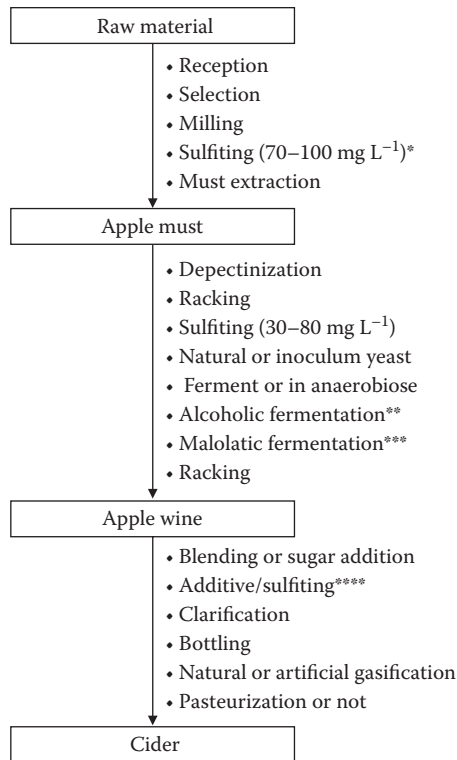 Raw material
• Reception
• Selection
• Milling
• Sulfiting (70–100 mg L⁻¹)*
• Must extraction
Apple must
• Depectinization
• Racking
• Sulfiting (30–80 mg L⁻¹)
• Natural or inoculum yeast
• Ferment or in anaerobiose
• Alcoholic fermentation**
• Malolatic fermentation***
• Racking
Apple wine
• Blending or sugar addition
• Additive/sulfiting****
• Clarification
• Bottling
• Natural or artificial gasification
• Pasteurization or not
Cider